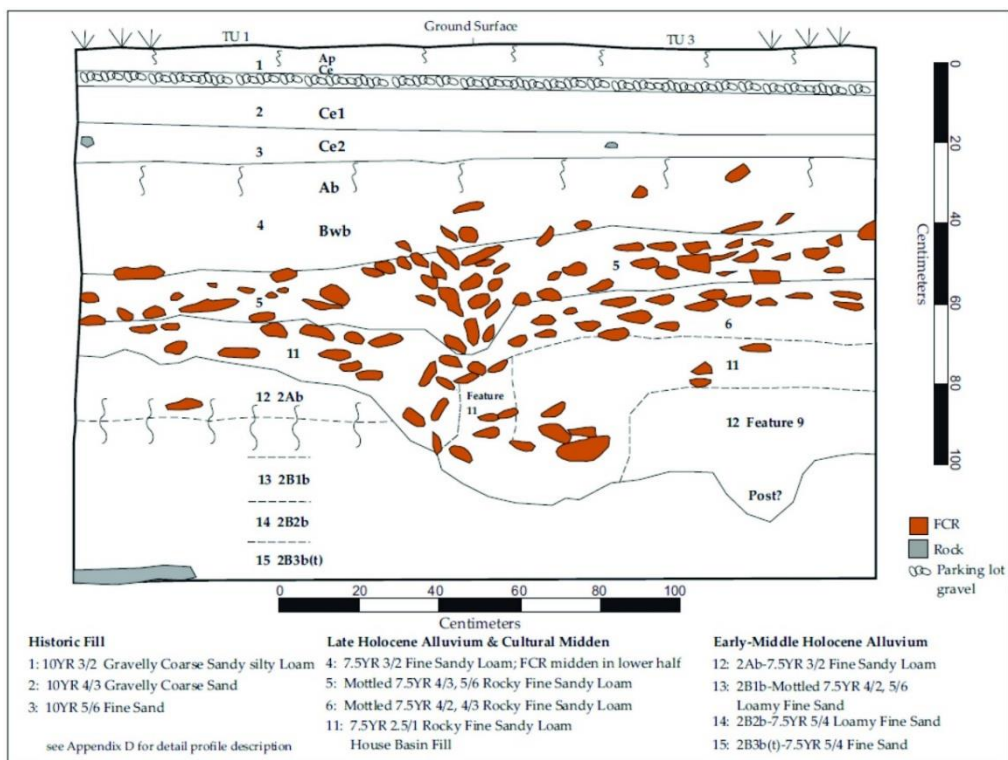 Ground Surface
TU 1
TU 3
1 Ap
Ce
2 Ce1
3 Ce2
Ab
4 Bwb
5
5
6
11
11
12 2Ab
Feature
11
12 Feature 9
13 2B1b
Post?
14 2B2b
15 2B3b(t)
0
20
40
60
80
100
Centimeters
FCR
Rock
Parking lot
gravel
0 20 40 60 80 100
Centimeters
Historic Fill
1: 10YR 3/2 Gravelly Coarse Sandy silty Loam
2: 10YR 4/3 Gravelly Coarse Sand
3: 10YR 5/6 Fine Sand
see Appendix D for detail profile description
Late Holocene Alluvium & Cultural Midden
4: 7.5YR 3/2 Fine Sandy Loam; FCR midden in lower half
5: Mottled 7.5YR 4/3, 5/6 Rocky Fine Sandy Loam
6: Mottled 7.5YR 4/2, 4/3 Rocky Fine Sandy Loam
11: 7.5YR 2.5/1 Rocky Fine Sandy Loam
House Basin Fill
Early-Middle Holocene Alluvium
12: 2Ab-7.5YR 3/2 Fine Sandy Loam
13: 2B1b-Mottled 7.5YR 4/2, 5/6
Loamy Fine Sand
14: 2B2b-7.5YR 5/4 Loamy Fine Sand
15: 2B3b(t)-7.5YR 5/4 Fine Sand